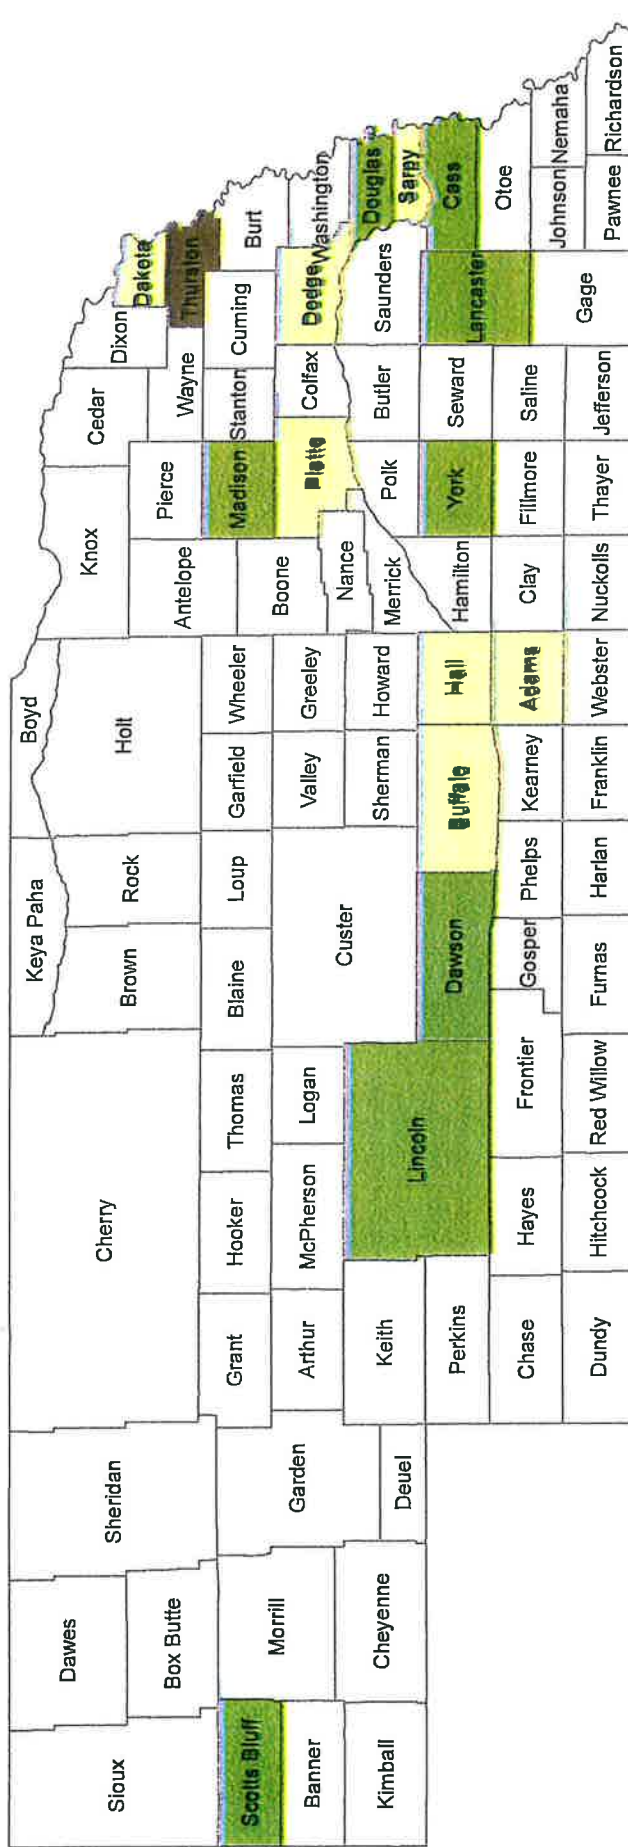 Sioux
Dawes
Box Butte
Sheridan
Scotts Bluff
Banner
Kimball
Morrill
Cheyenne
Garden
Deuel
Cherry
Grant
Hooker
Thomas
Arthur
McPherson
Logan
Keith
Perkins
Lincoln
Chase
Hayes
Frontier
Dundy
Hitchcock
Red Willow
Keya Paha
Brown
Rock
Boyd
Holt
Blaine
Loup
Garfield
Wheeler
Custer
Valley
Greeley
Sherman
Howard
Dawson
Buffalo
Hall
Gosper
Phelps
Kearney
Adams
Furnas
Harlan
Franklin
Webster
Knox
Cedar
Dixon
Dakota
Antelope
Pierce
Wayne
Thurston
Boone
Madison
Stanton
Cuming
Burt
Nance
Platte
Colfax
Dodge
Washington
Merrick
Polk
Butler
Saunders
Douglas
Sarpy
Hamilton
York
Seward
Lancaster
Cass
Clay
Fillmore
Saline
Otoe
Nuckolls
Thayer
Jefferson
Gage
Johnson
Nemaha
Pawnee
Richardson